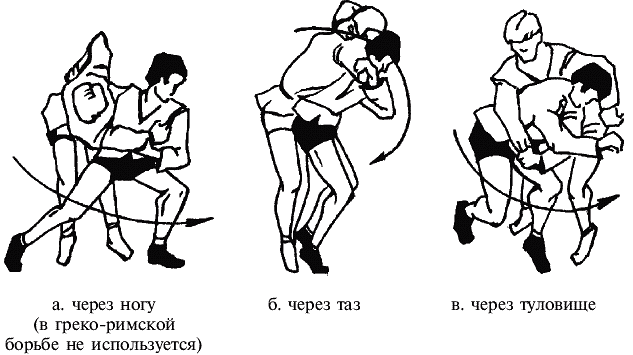 а. через ногу
(в греко-римской
борьбе не используется)
б. через таз
в. через туловище